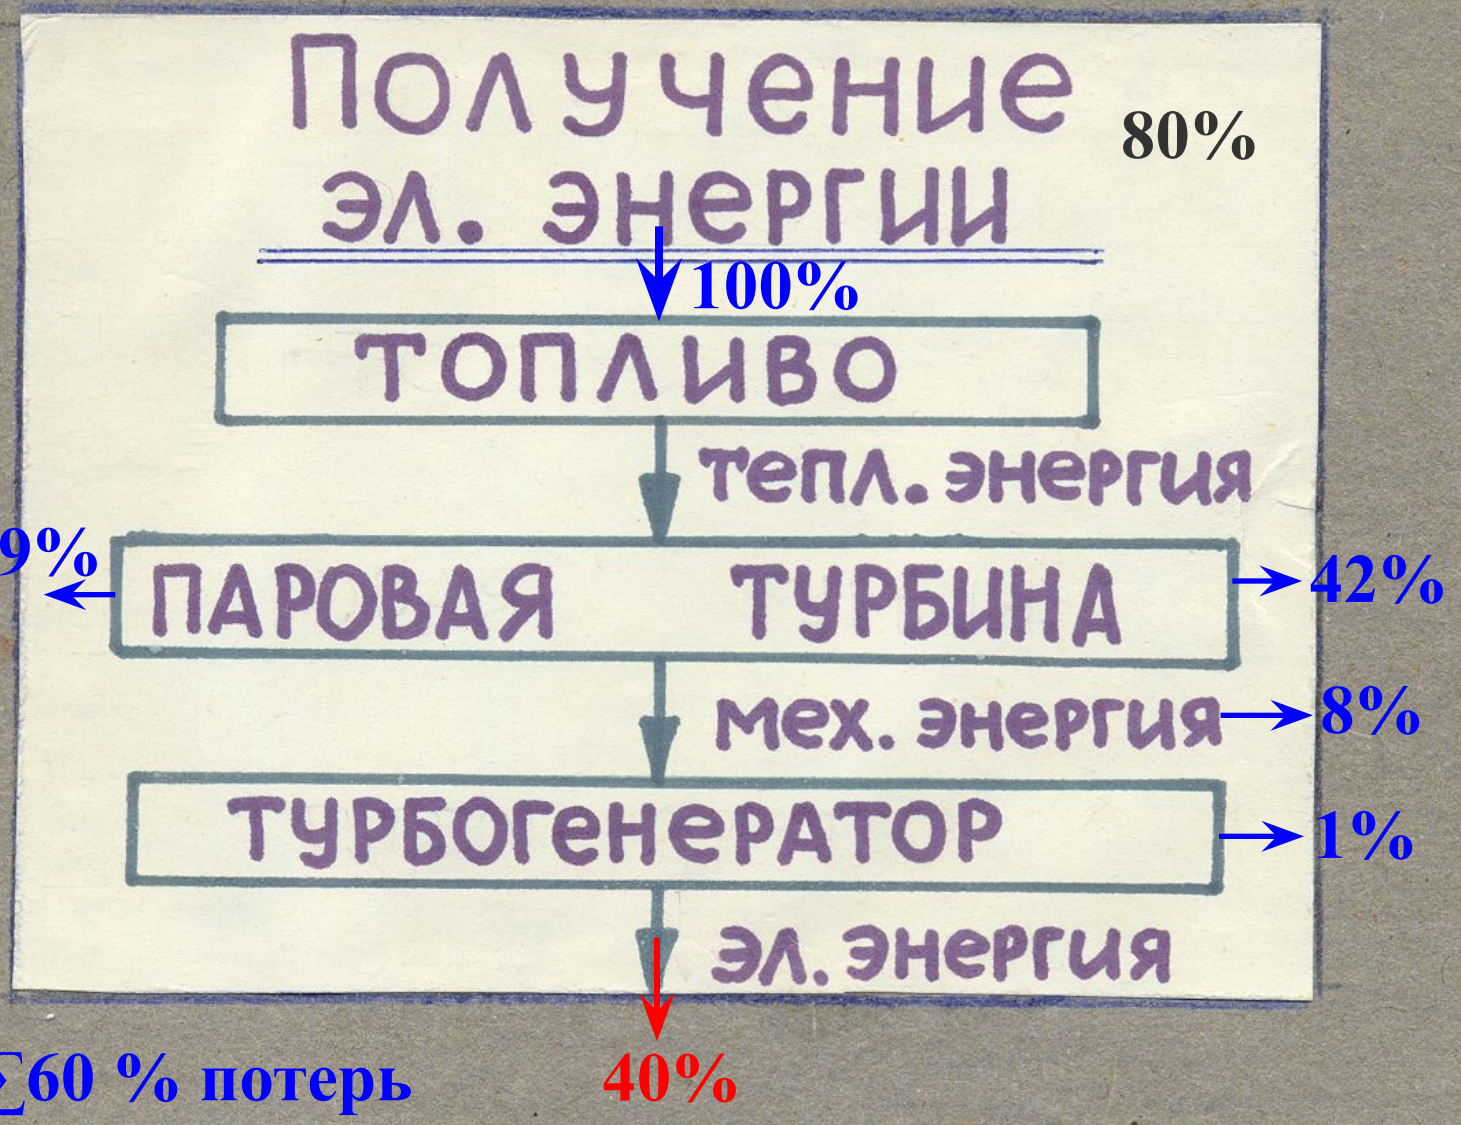 Получение
80%
эл. энергии
100%
ТОПЛИВО
тепл. энергия
9%
ПАРОВАЯ ТУРБИНА
42%
мех. энергия
8%
ТУРБОГЕНЕРАТОР
1%
эл. энергия
∑60 % потерь
40%